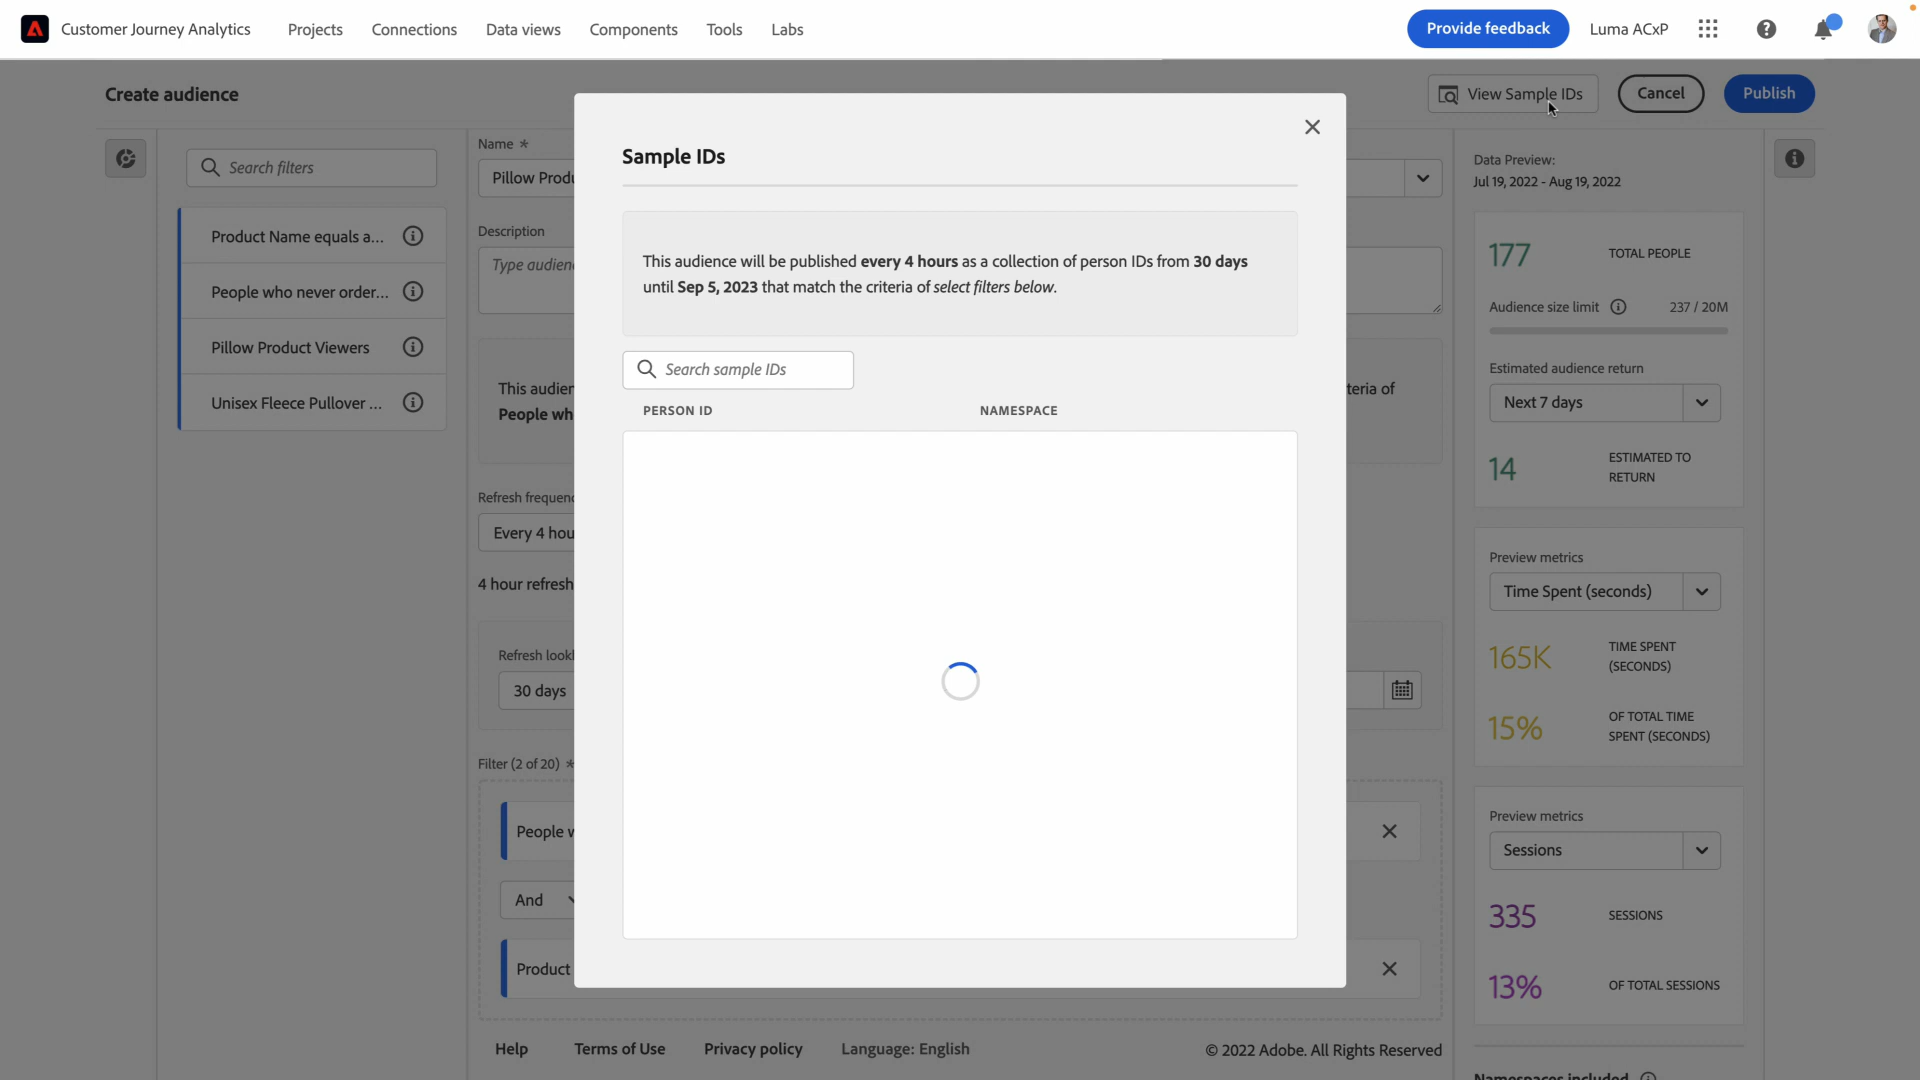 Customer Journey Analytics Projects Connections Data views Components Tools Labs Provide feedback Luma ACxP
Create audience View Sample IDs Cancel Publish
Search filters
Product Name equals a...
People who never order...
Pillow Product Viewers
Unisex Fleece Pullover ...
Name *
Pillow Produ
Description
Type audien
This audien teria of
People wh
Refresh frequenc
Every 4 hou
4 hour refresh
Refresh lookb
30 days
Filter (2 of 20) *
People w
And
Product
Sample IDs
This audience will be published every 4 hours as a collection of person IDs from 30 days
until Sep 5, 2023 that match the criteria of select filters below.
Search sample IDs
PERSON ID NAMESPACE
Data Preview:
Jul 19, 2022 - Aug 19, 2022
177 TOTAL PEOPLE
Audience size limit 237 / 20M
Estimated audience return
Next 7 days
14 ESTIMATED TO
RETURN
Preview metrics
Time Spent (seconds)
165K TIME SPENT
(SECONDS)
15% OF TOTAL TIME
SPENT (SECONDS)
Preview metrics
Sessions
335 SESSIONS
13% OF TOTAL SESSIONS
Namespaces included
Help Terms of Use Privacy policy Language: English © 2022 Adobe. All Rights Reserved